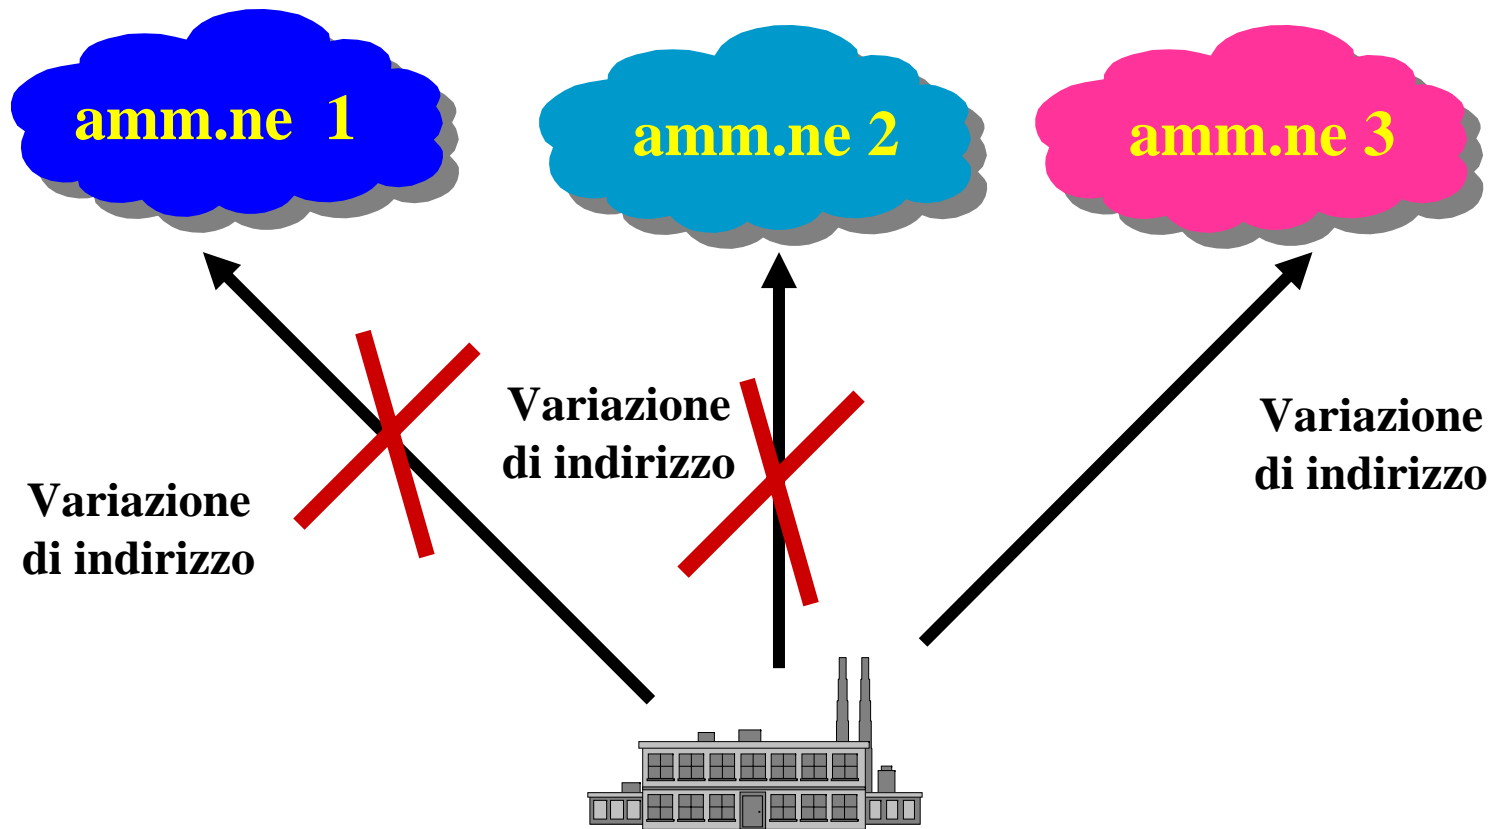 amm.ne  1
amm.ne 2
amm.ne 3
Variazione
di indirizzo
Variazione
di indirizzo
Variazione
di indirizzo